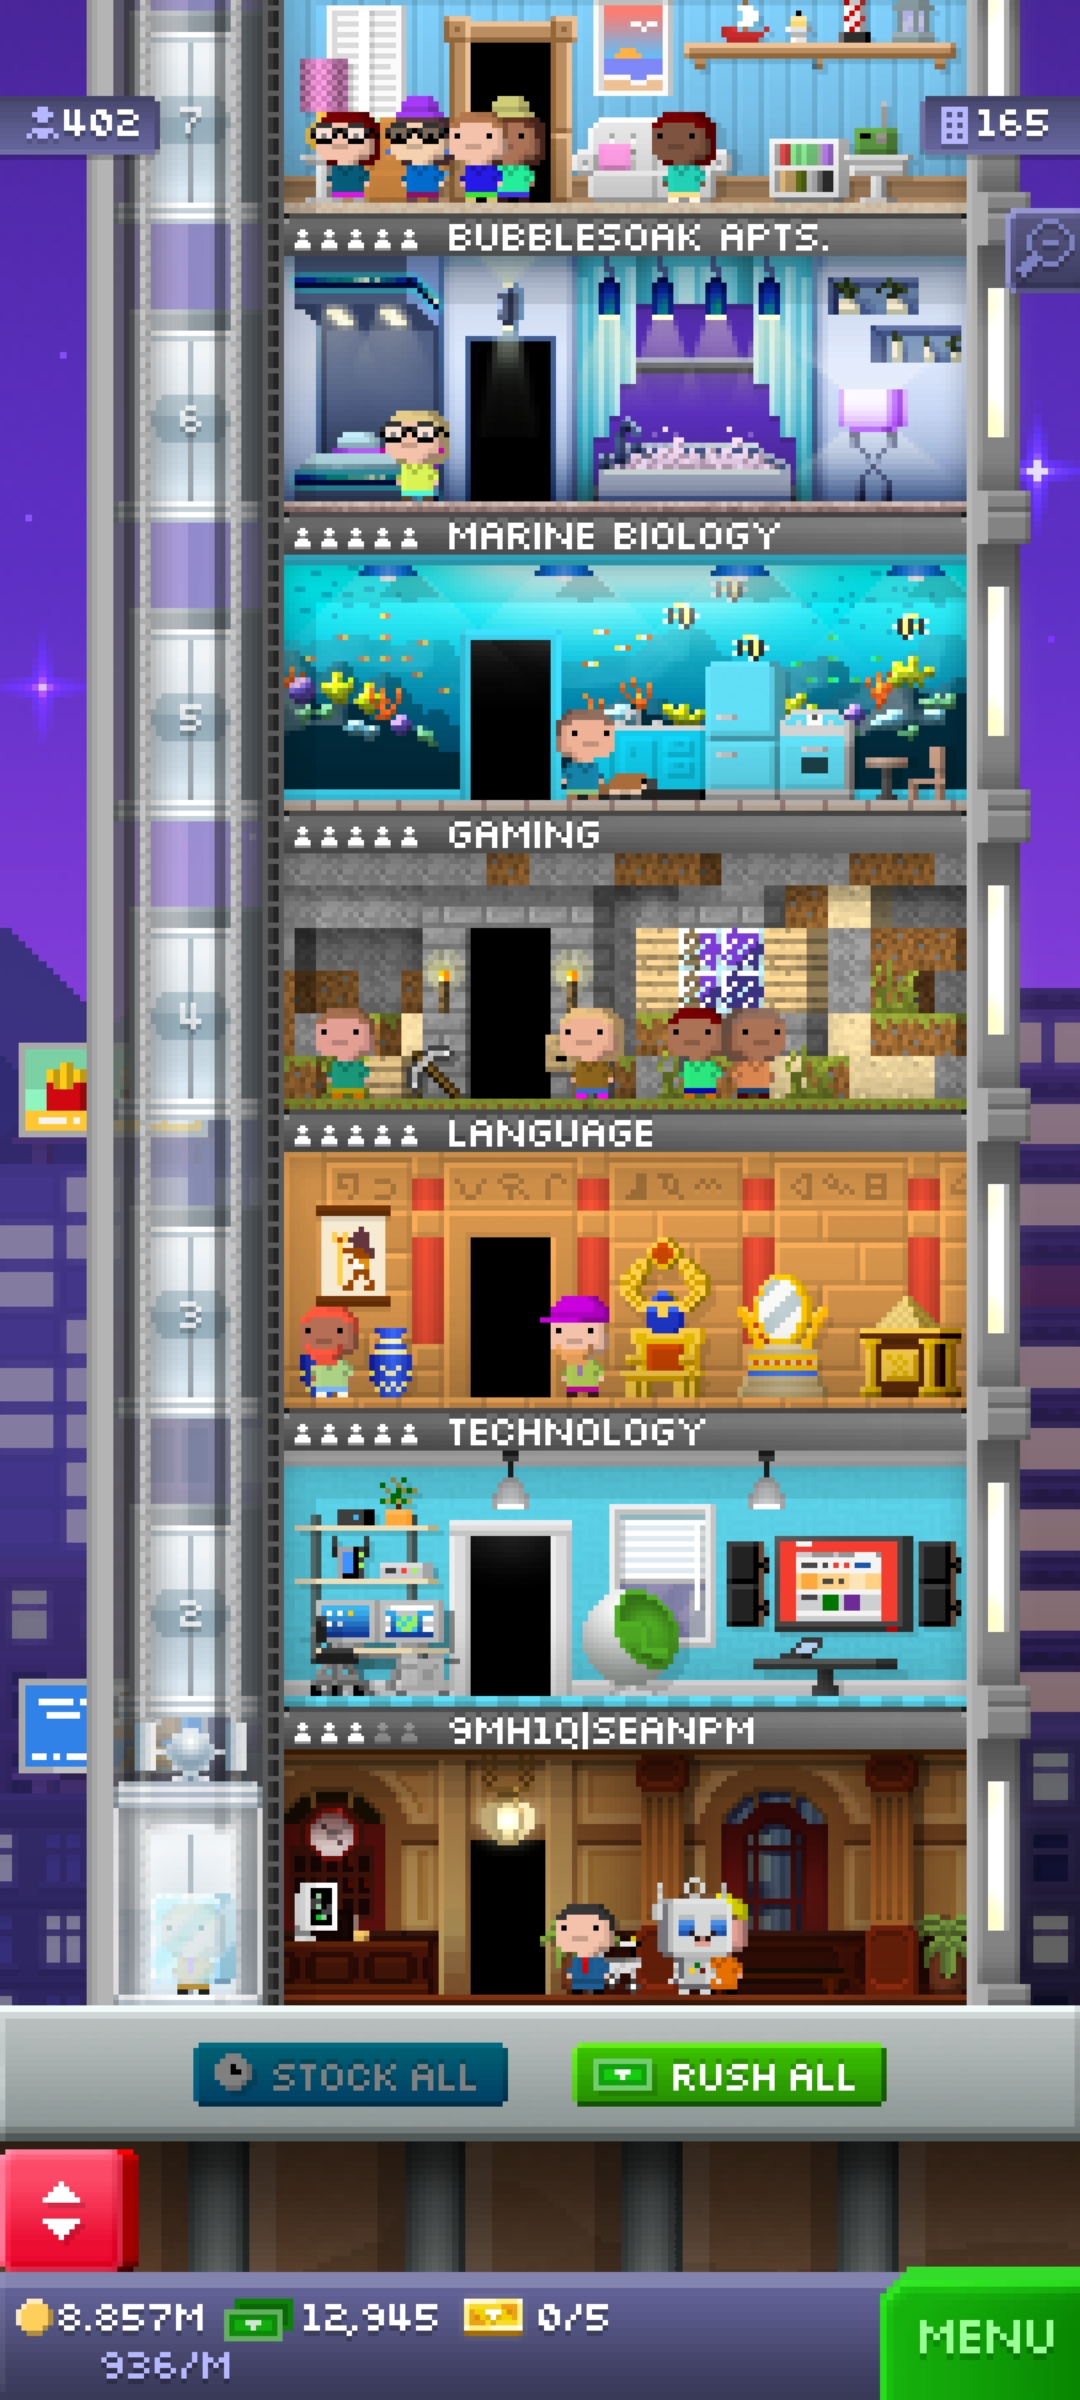 402
7
165
BUBBLESOAK APTS.
6
MARINE BIOLOGY
5
GAMING
4
LANGUAGE
3
TECHNOLOGY
2
9MH1Q|SEANPM
STOCK ALL
RUSH ALL
8.857M
12,945
0/5
936/M
MENU